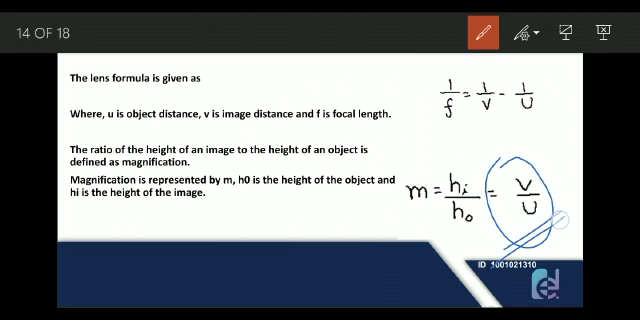 14 OF 18
The lens formula is given as
1/f = 1/v - 1/u
Where, u is object distance, v is image distance and f is focal length.
The ratio of the height of an image to the height of an object is
defined as magnification.
Magnification is represented by m, h0 is the height of the object and
hi is the height of the image.
m = hi/ho = v/u
ID 1001021310